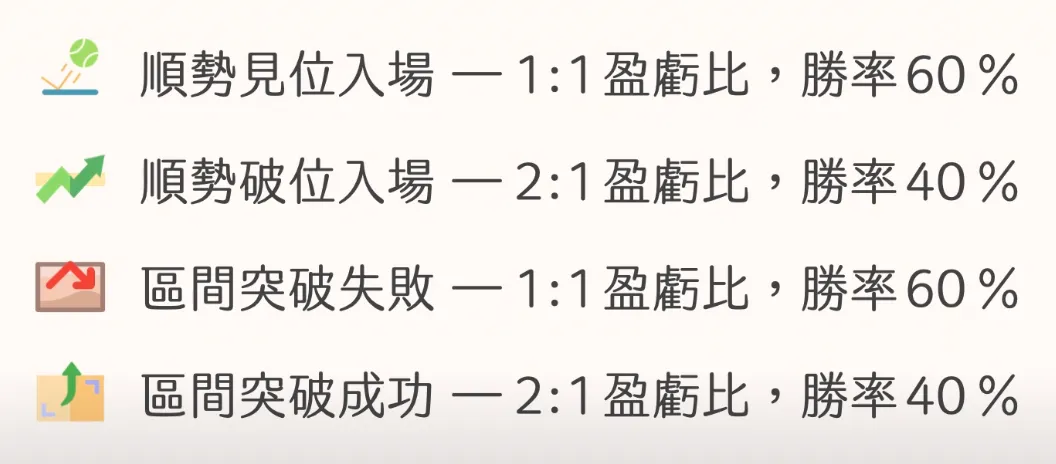 順勢見位入場 — 1:1盈虧比，勝率60%
順勢破位入場 — 2:1盈虧比，勝率40%
區間突破失敗 — 1:1盈虧比，勝率60%
區間突破成功 — 2:1盈虧比，勝率40%